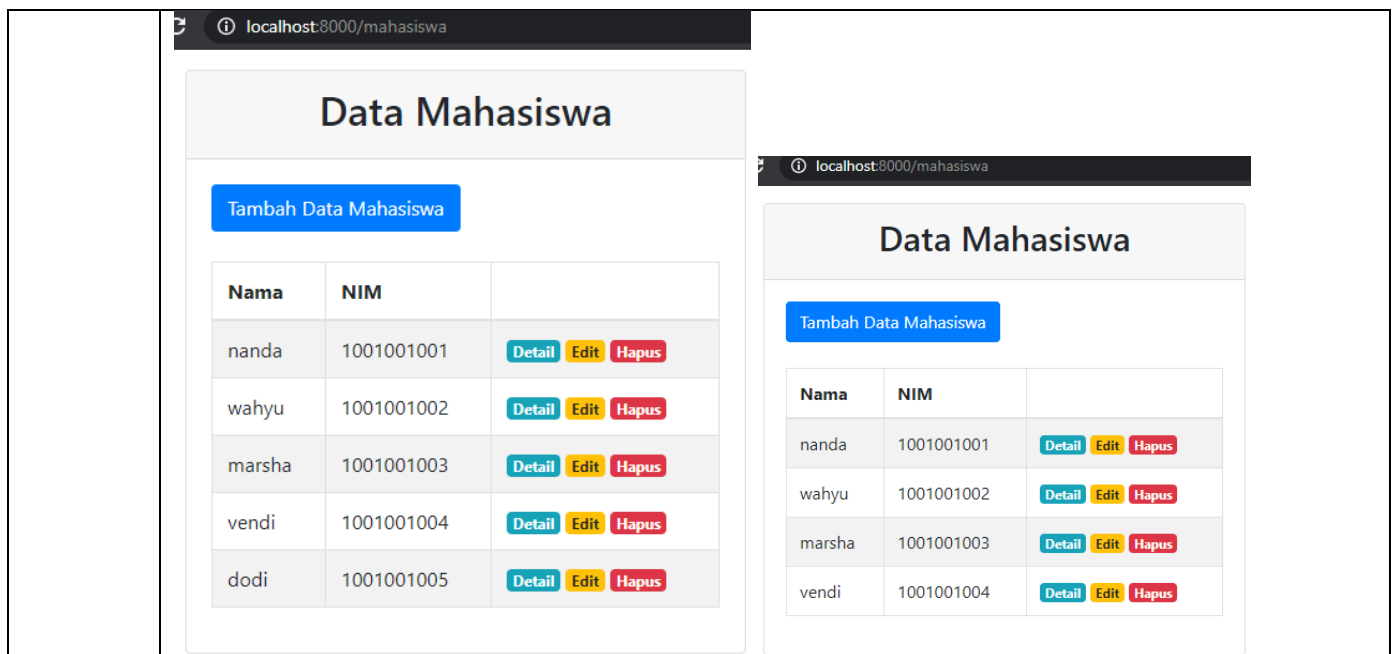 localhost:8000/mahasiswa
Data Mahasiswa
Tambah Data Mahasiswa
Nama NIM
nanda 1001001001 Detail Edit Hapus
wahyu 1001001002 Detail Edit Hapus
marsha 1001001003 Detail Edit Hapus
vendi 1001001004 Detail Edit Hapus
dodi 1001001005 Detail Edit Hapus
localhost:8000/mahasiswa
Data Mahasiswa
Tambah Data Mahasiswa
Nama NIM
nanda 1001001001 Detail Edit Hapus
wahyu 1001001002 Detail Edit Hapus
marsha 1001001003 Detail Edit Hapus
vendi 1001001004 Detail Edit Hapus